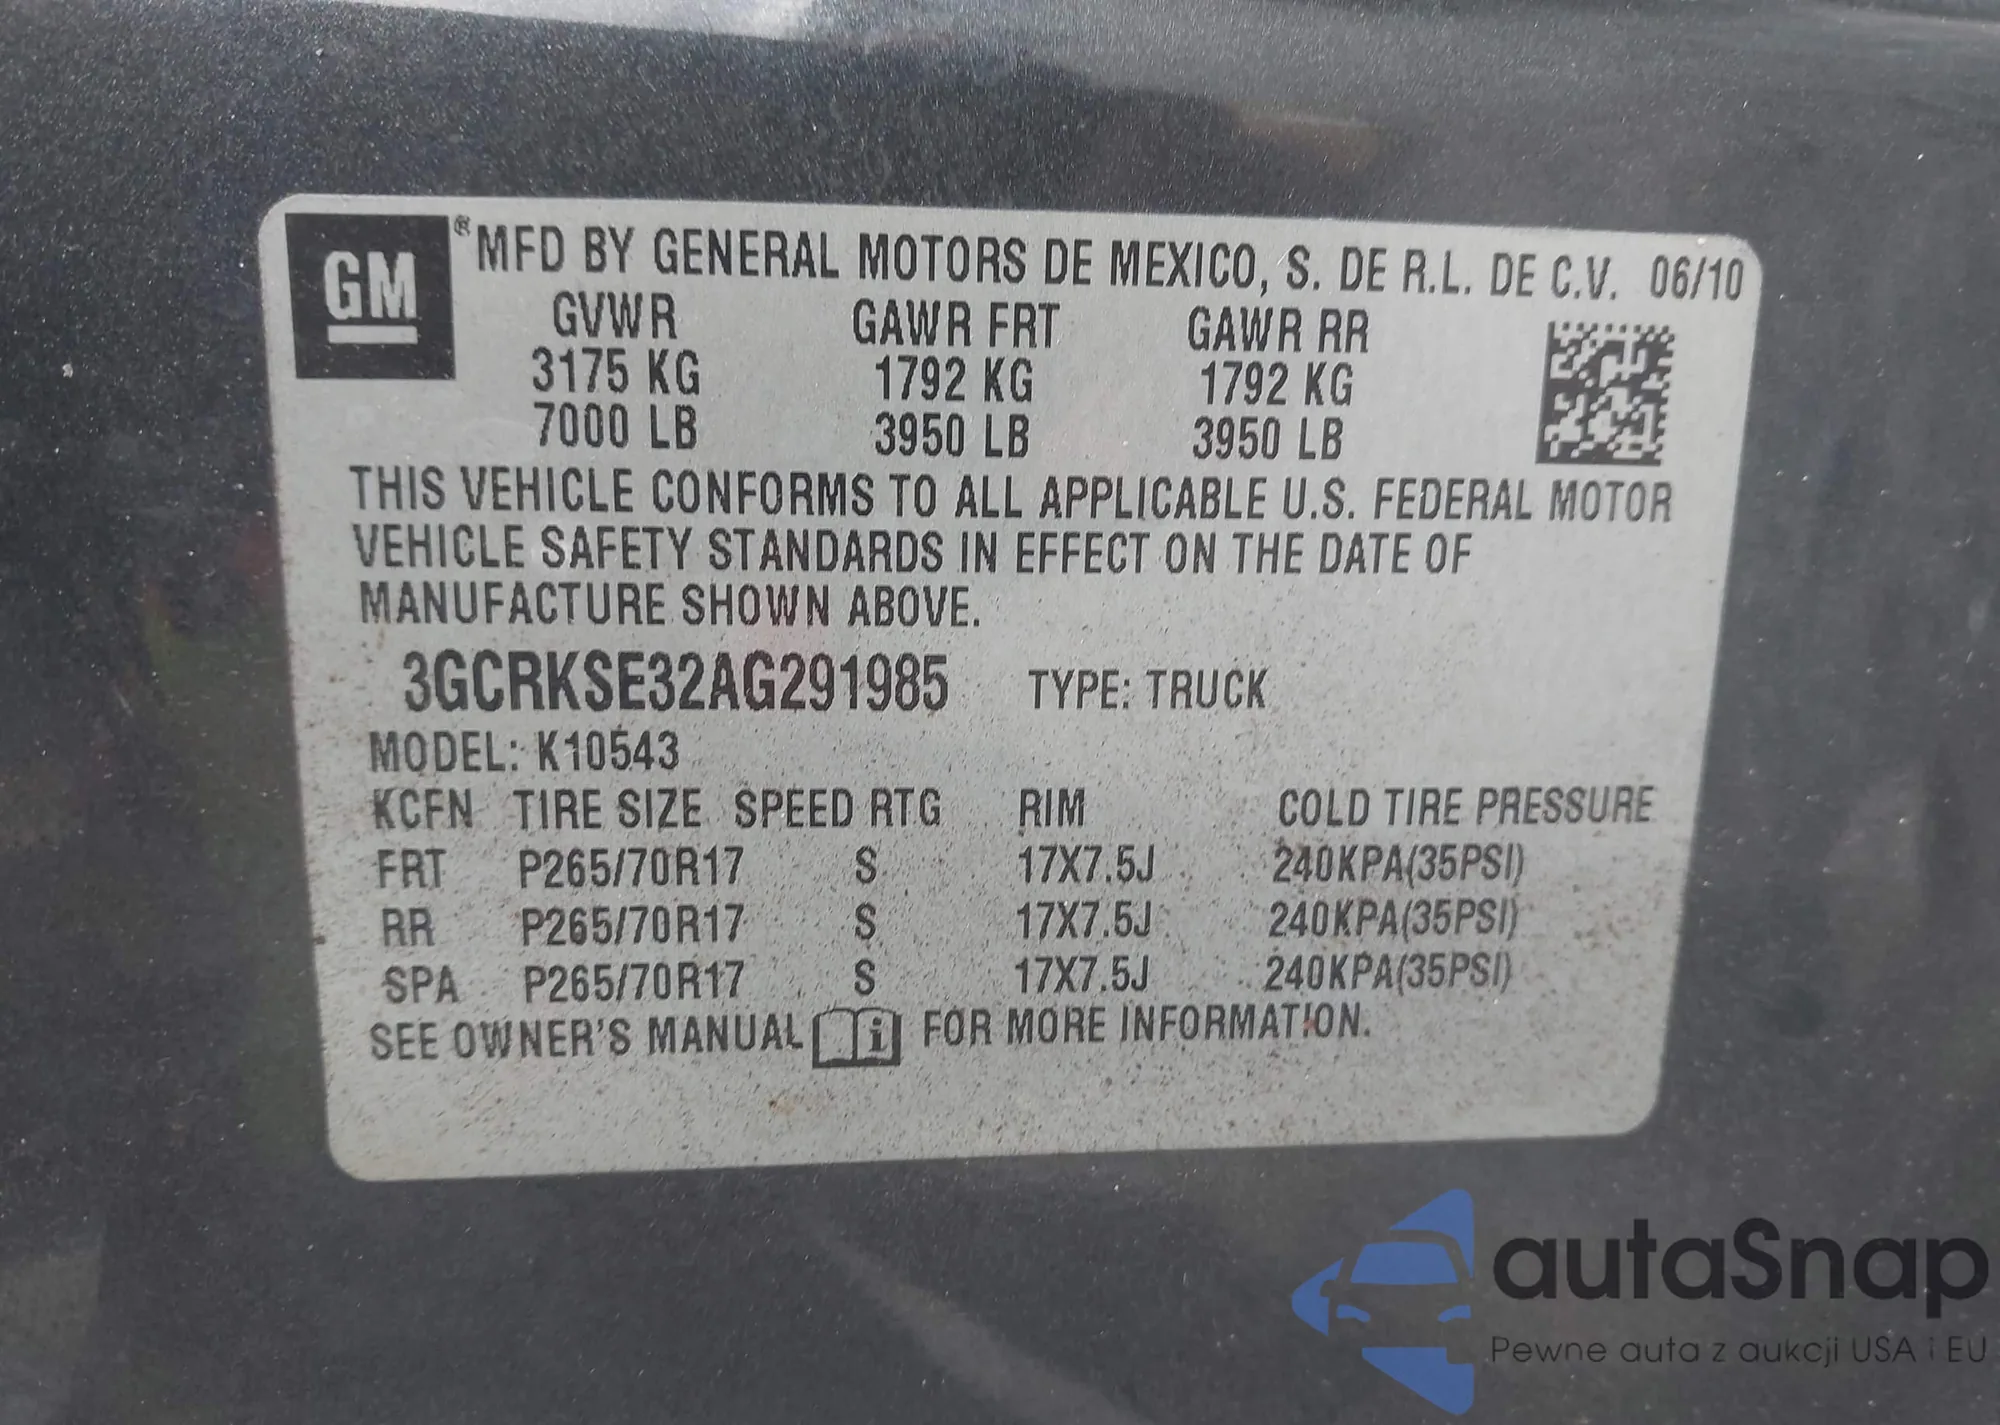 GM ® MFD BY GENERAL MOTORS DE MEXICO, S. DE R.L. DE C.V. 06/10
GVWR GAWR FRT GAWR RR
3175 KG 1792 KG 1792 KG
7000 LB 3950 LB 3950 LB
THIS VEHICLE CONFORMS TO ALL APPLICABLE U.S. FEDERAL MOTOR
VEHICLE SAFETY STANDARDS IN EFFECT ON THE DATE OF
MANUFACTURE SHOWN ABOVE.
3GCRKSE32AG291985 TYPE: TRUCK
MODEL: K10543
KCFN TIRE SIZE SPEED RTG RIM COLD TIRE PRESSURE
FRT P265/70R17 S 17X7.5J 240KPA(35PSI)
RR P265/70R17 S 17X7.5J 240KPA(35PSI)
SPA P265/70R17 S 17X7.5J 240KPA(35PSI)
SEE OWNER'S MANUAL i FOR MORE INFORMATION.
autaSnap
Pewne auta z aukcji USA i EU